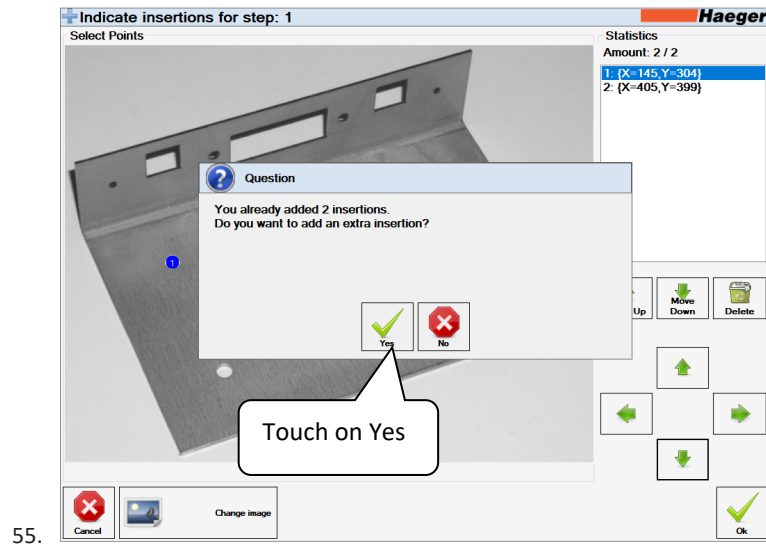 Indicate insertions for step: 1
Haeger
Select Points
Statistics
Amount: 2 / 2
1: {X=145,Y=304}
2: {X=405,Y=399}
Question
You already added 2 insertions.
Do you want to add an extra insertion?
1
Yes
No
Up
Move
Down
Delete
Touch on Yes
Cancel
Change image
Ok
55.